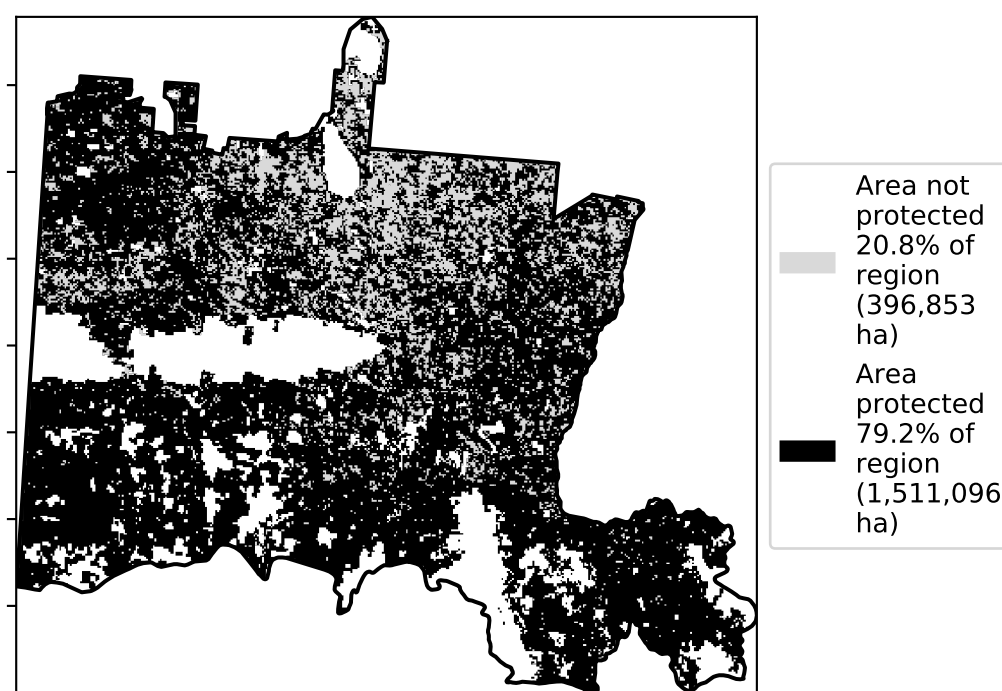 Area not
protected
20.8% of
region
(396,853
ha)
Area
protected
79.2% of
region
(1,511,096
ha)